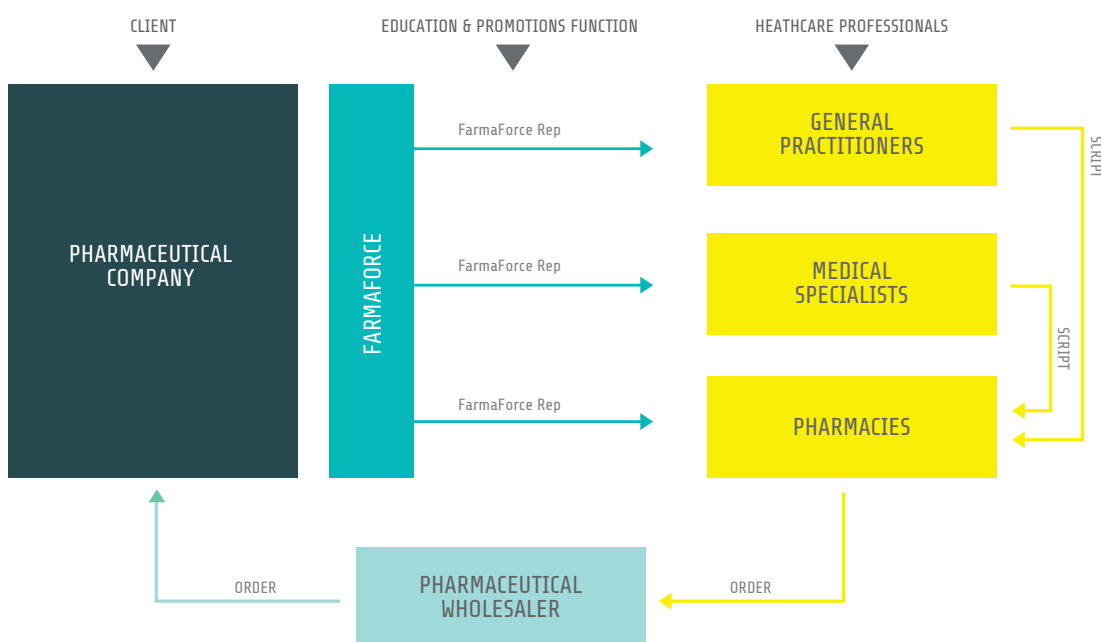 CLIENT
EDUCATION & PROMOTIONS FUNCTION
HEATHCARE PROFESSIONALS
PHARMACEUTICAL
COMPANY
FARMAFORCE
FarmaForce Rep
FarmaForce Rep
FarmaForce Rep
GENERAL
PRACTITIONERS
MEDICAL
SPECIALISTS
PHARMACIES
SCRIPT
SCRIPT
ORDER
PHARMACEUTICAL
WHOLESALER
ORDER